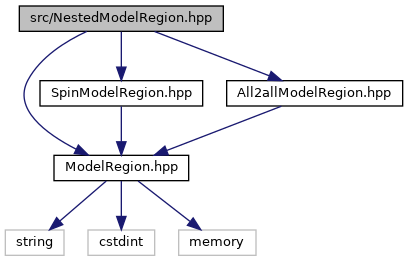 src/NestedModelRegion.hpp
SpinModelRegion.hpp
All2allModelRegion.hpp
ModelRegion.hpp
string
cstdint
memory